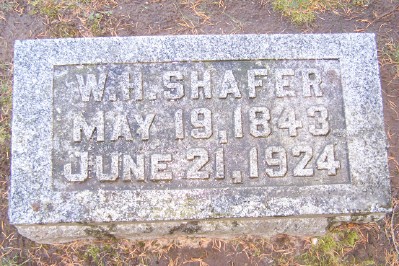 W.H. SHAFER
MAY 19, 1843
JUNE 21, 1924